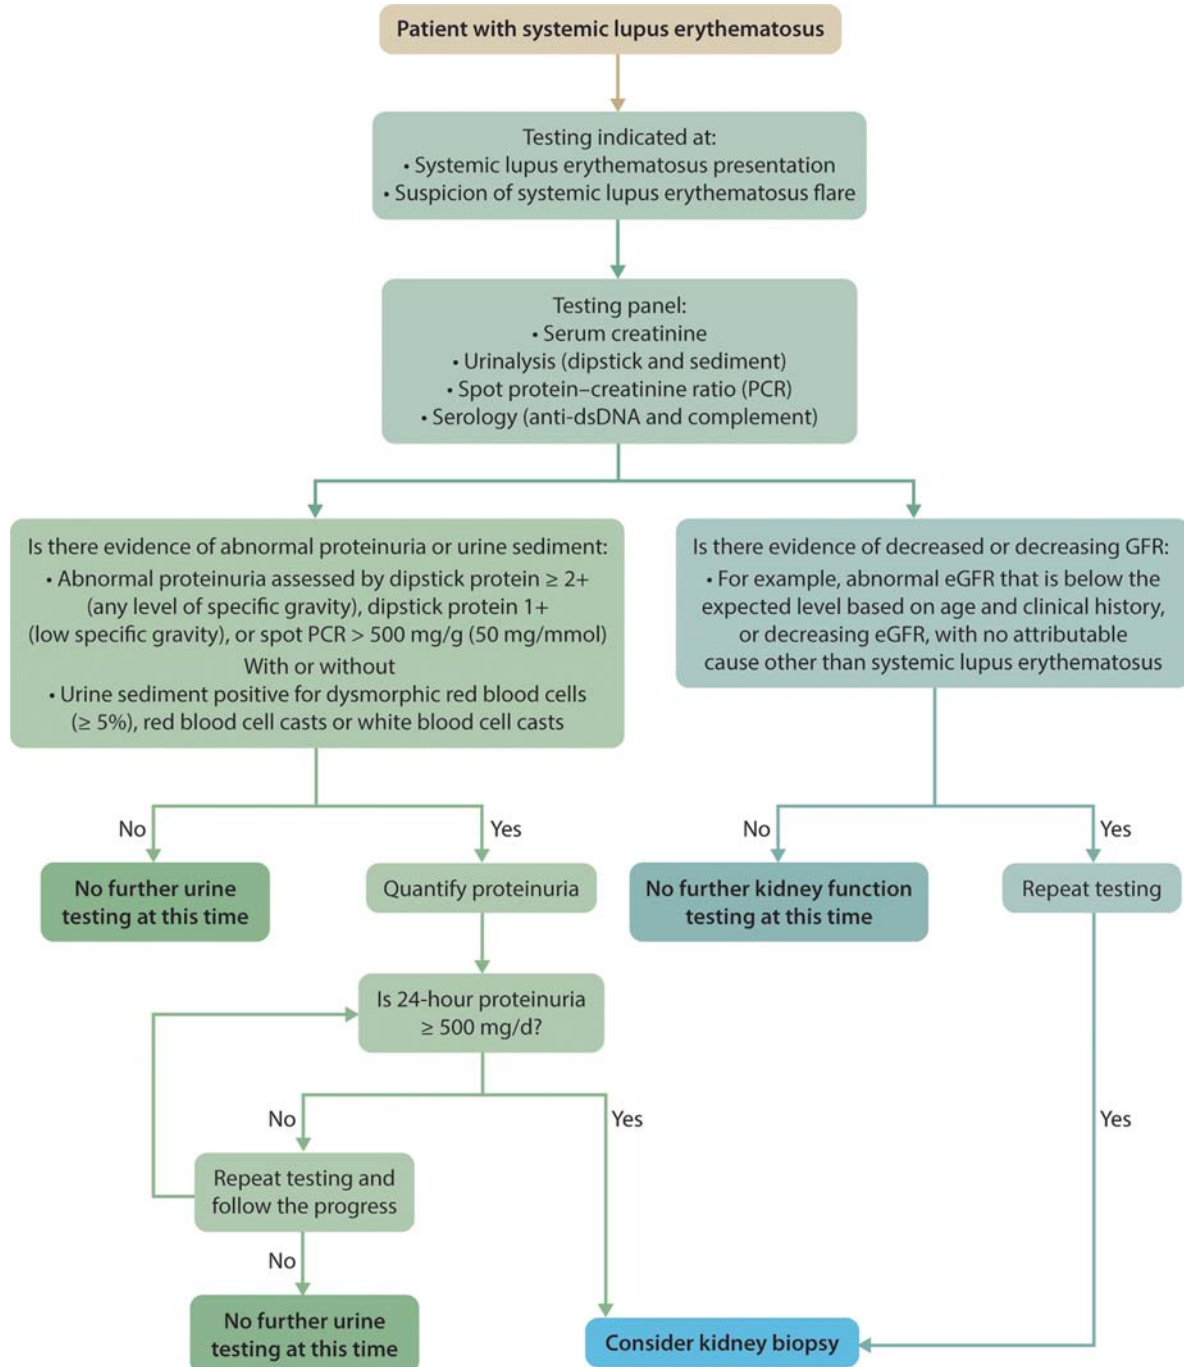 Patient with systemic lupus erythematosus
Testing indicated at:
• Systemic lupus erythematosus presentation
• Suspicion of systemic lupus erythematosus flare
Testing panel:
• Serum creatinine
• Urinalysis (dipstick and sediment)
• Spot protein–creatinine ratio (PCR)
• Serology (anti-dsDNA and complement)
Is there evidence of abnormal proteinuria or urine sediment:
• Abnormal proteinuria assessed by dipstick protein ≥ 2+
(any level of specific gravity), dipstick protein 1+
(low specific gravity), or spot PCR > 500 mg/g (50 mg/mmol)
With or without
• Urine sediment positive for dysmorphic red blood cells
(≥ 5%), red blood cell casts or white blood cell casts
Is there evidence of decreased or decreasing GFR:
• For example, abnormal eGFR that is below the
expected level based on age and clinical history,
or decreasing eGFR, with no attributable
cause other than systemic lupus erythematosus
No
Yes
No
Yes
No further urine
testing at this time
Quantify proteinuria
No further kidney function
testing at this time
Repeat testing
Is 24-hour proteinuria
≥ 500 mg/d?
No
Yes
Yes
Repeat testing and
follow the progress
No
No further urine
testing at this time
Consider kidney biopsy